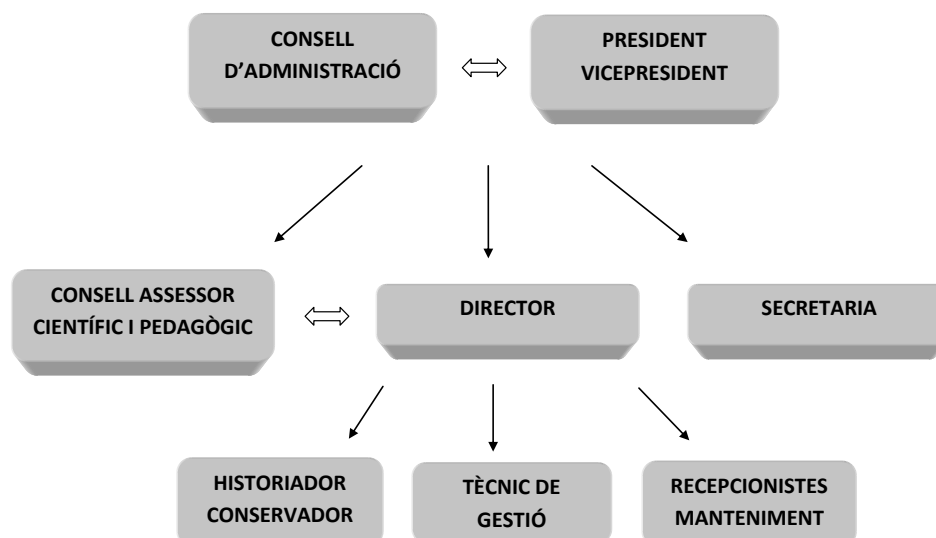 CONSELL
D’ADMINISTRACIÓ
PRESIDENT
VICEPRESIDENT
CONSELL ASSESSOR
CIENTÍFIC I PEDAGÒGIC
DIRECTOR
SECRETARIA
HISTORIADOR
CONSERVADOR
TÈCNIC DE
GESTIÓ
RECEPCIONISTES
MANTENIMENT